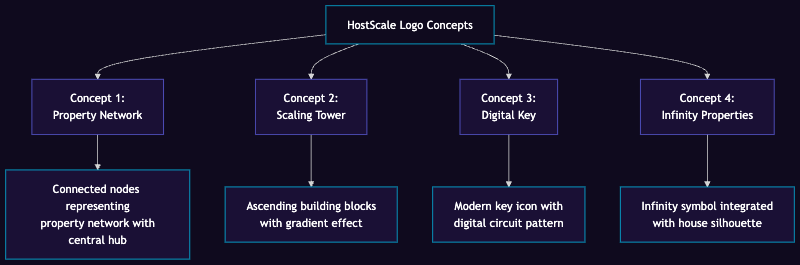 HostScale Logo Concepts
Concept 1:
Property Network
Concept 2:
Scaling Tower
Concept 3:
Digital Key
Concept 4:
Infinity Properties
Connected nodes
representing
property network with
central hub
Ascending building blocks
with gradient effect
Modern key icon with
digital circuit pattern
Infinity symbol integrated
with house silhouette